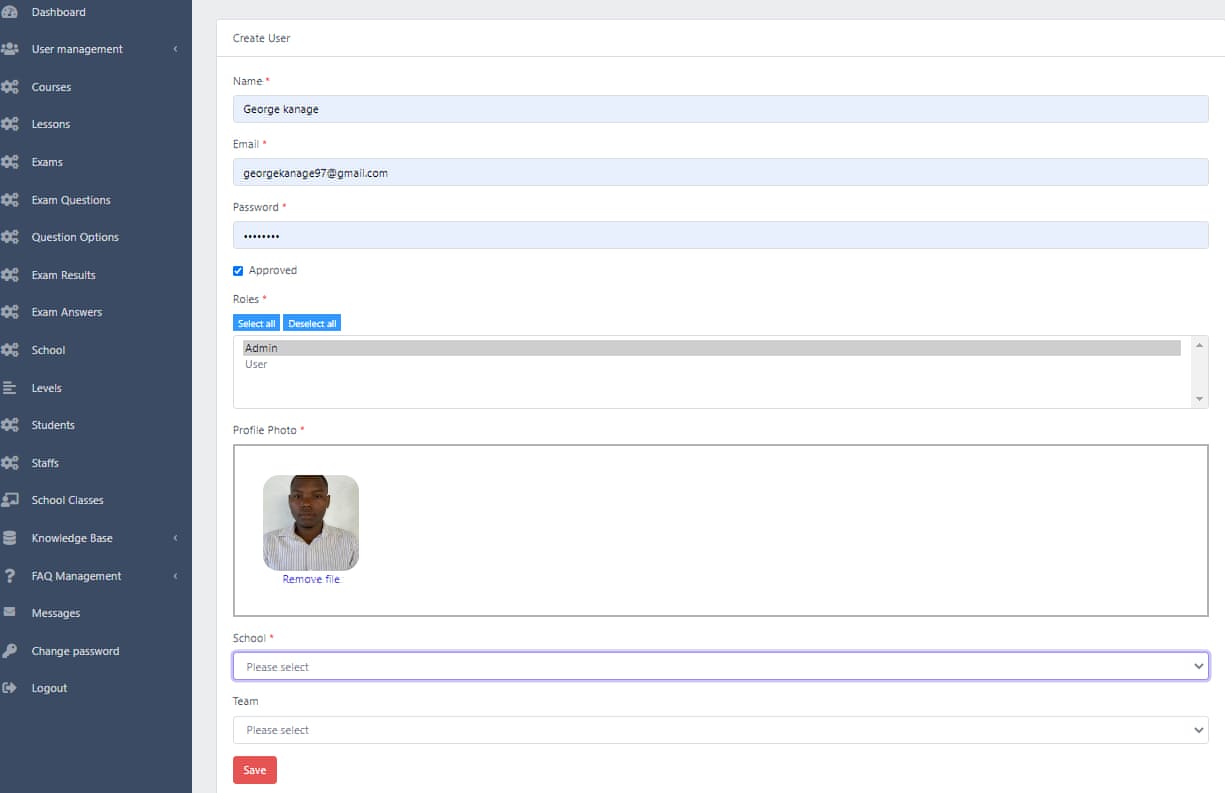 Dashboard
User management
Courses
Lessons
Exams
Exam Questions
Question Options
Exam Results
Exam Answers
School
Levels
Students
Staffs
School Classes
Knowledge Base
FAQ Management
Messages
Change password
Logout
Create User
Name *
George kanage
Email *
georgekanage97@gmail.com
Password *
••••••••
Approved
Roles *
Select all Deselect all
Admin
User
Profile Photo *
Remove file
School *
Please select
Team
Please select
Save